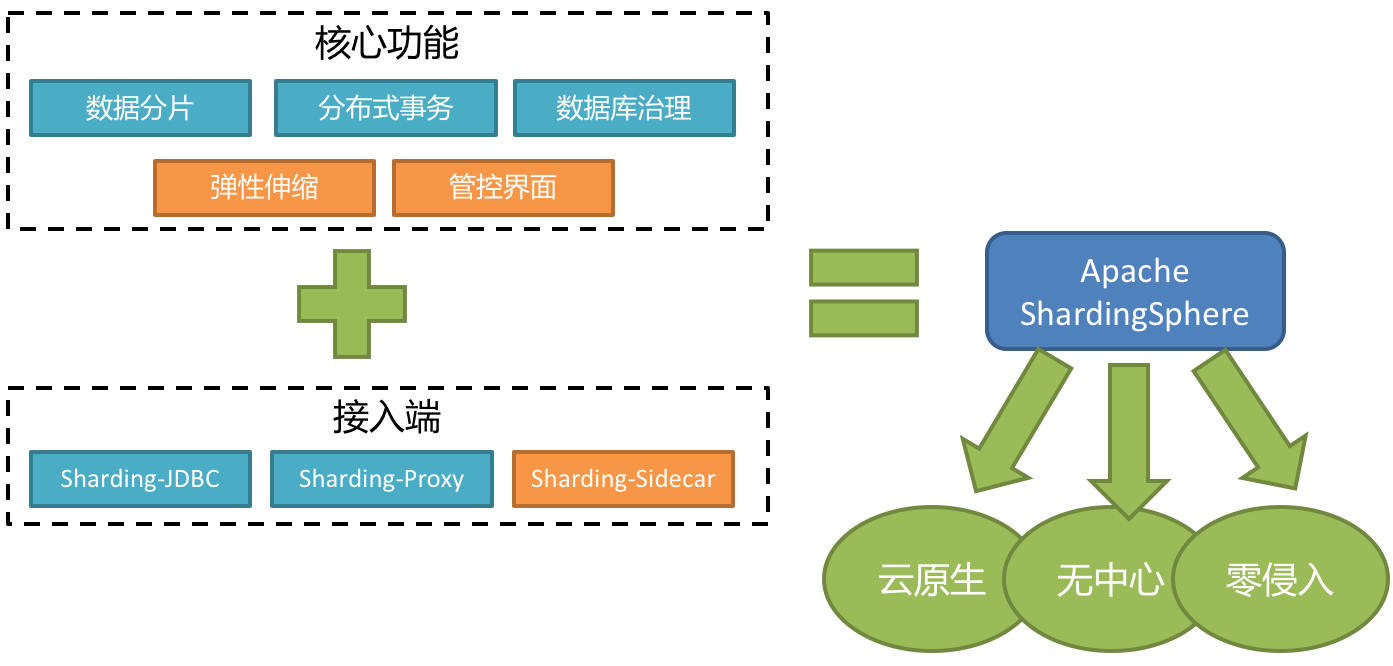 核心功能
数据分片
分布式事务
数据库治理
弹性伸缩
管控界面
接入端
Sharding-JDBC
Sharding-Proxy
Sharding-Sidecar
Apache
ShardingSphere
云原生
无中心
零侵入